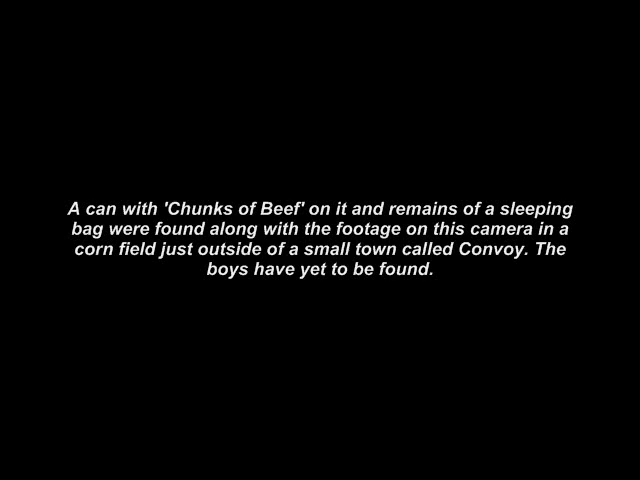 A can with 'Chunks of Beef' on it and remains of a sleeping
bag were found along with the footage on this camera in a
corn field just outside of a small town called Convoy. The
boys have yet to be found.